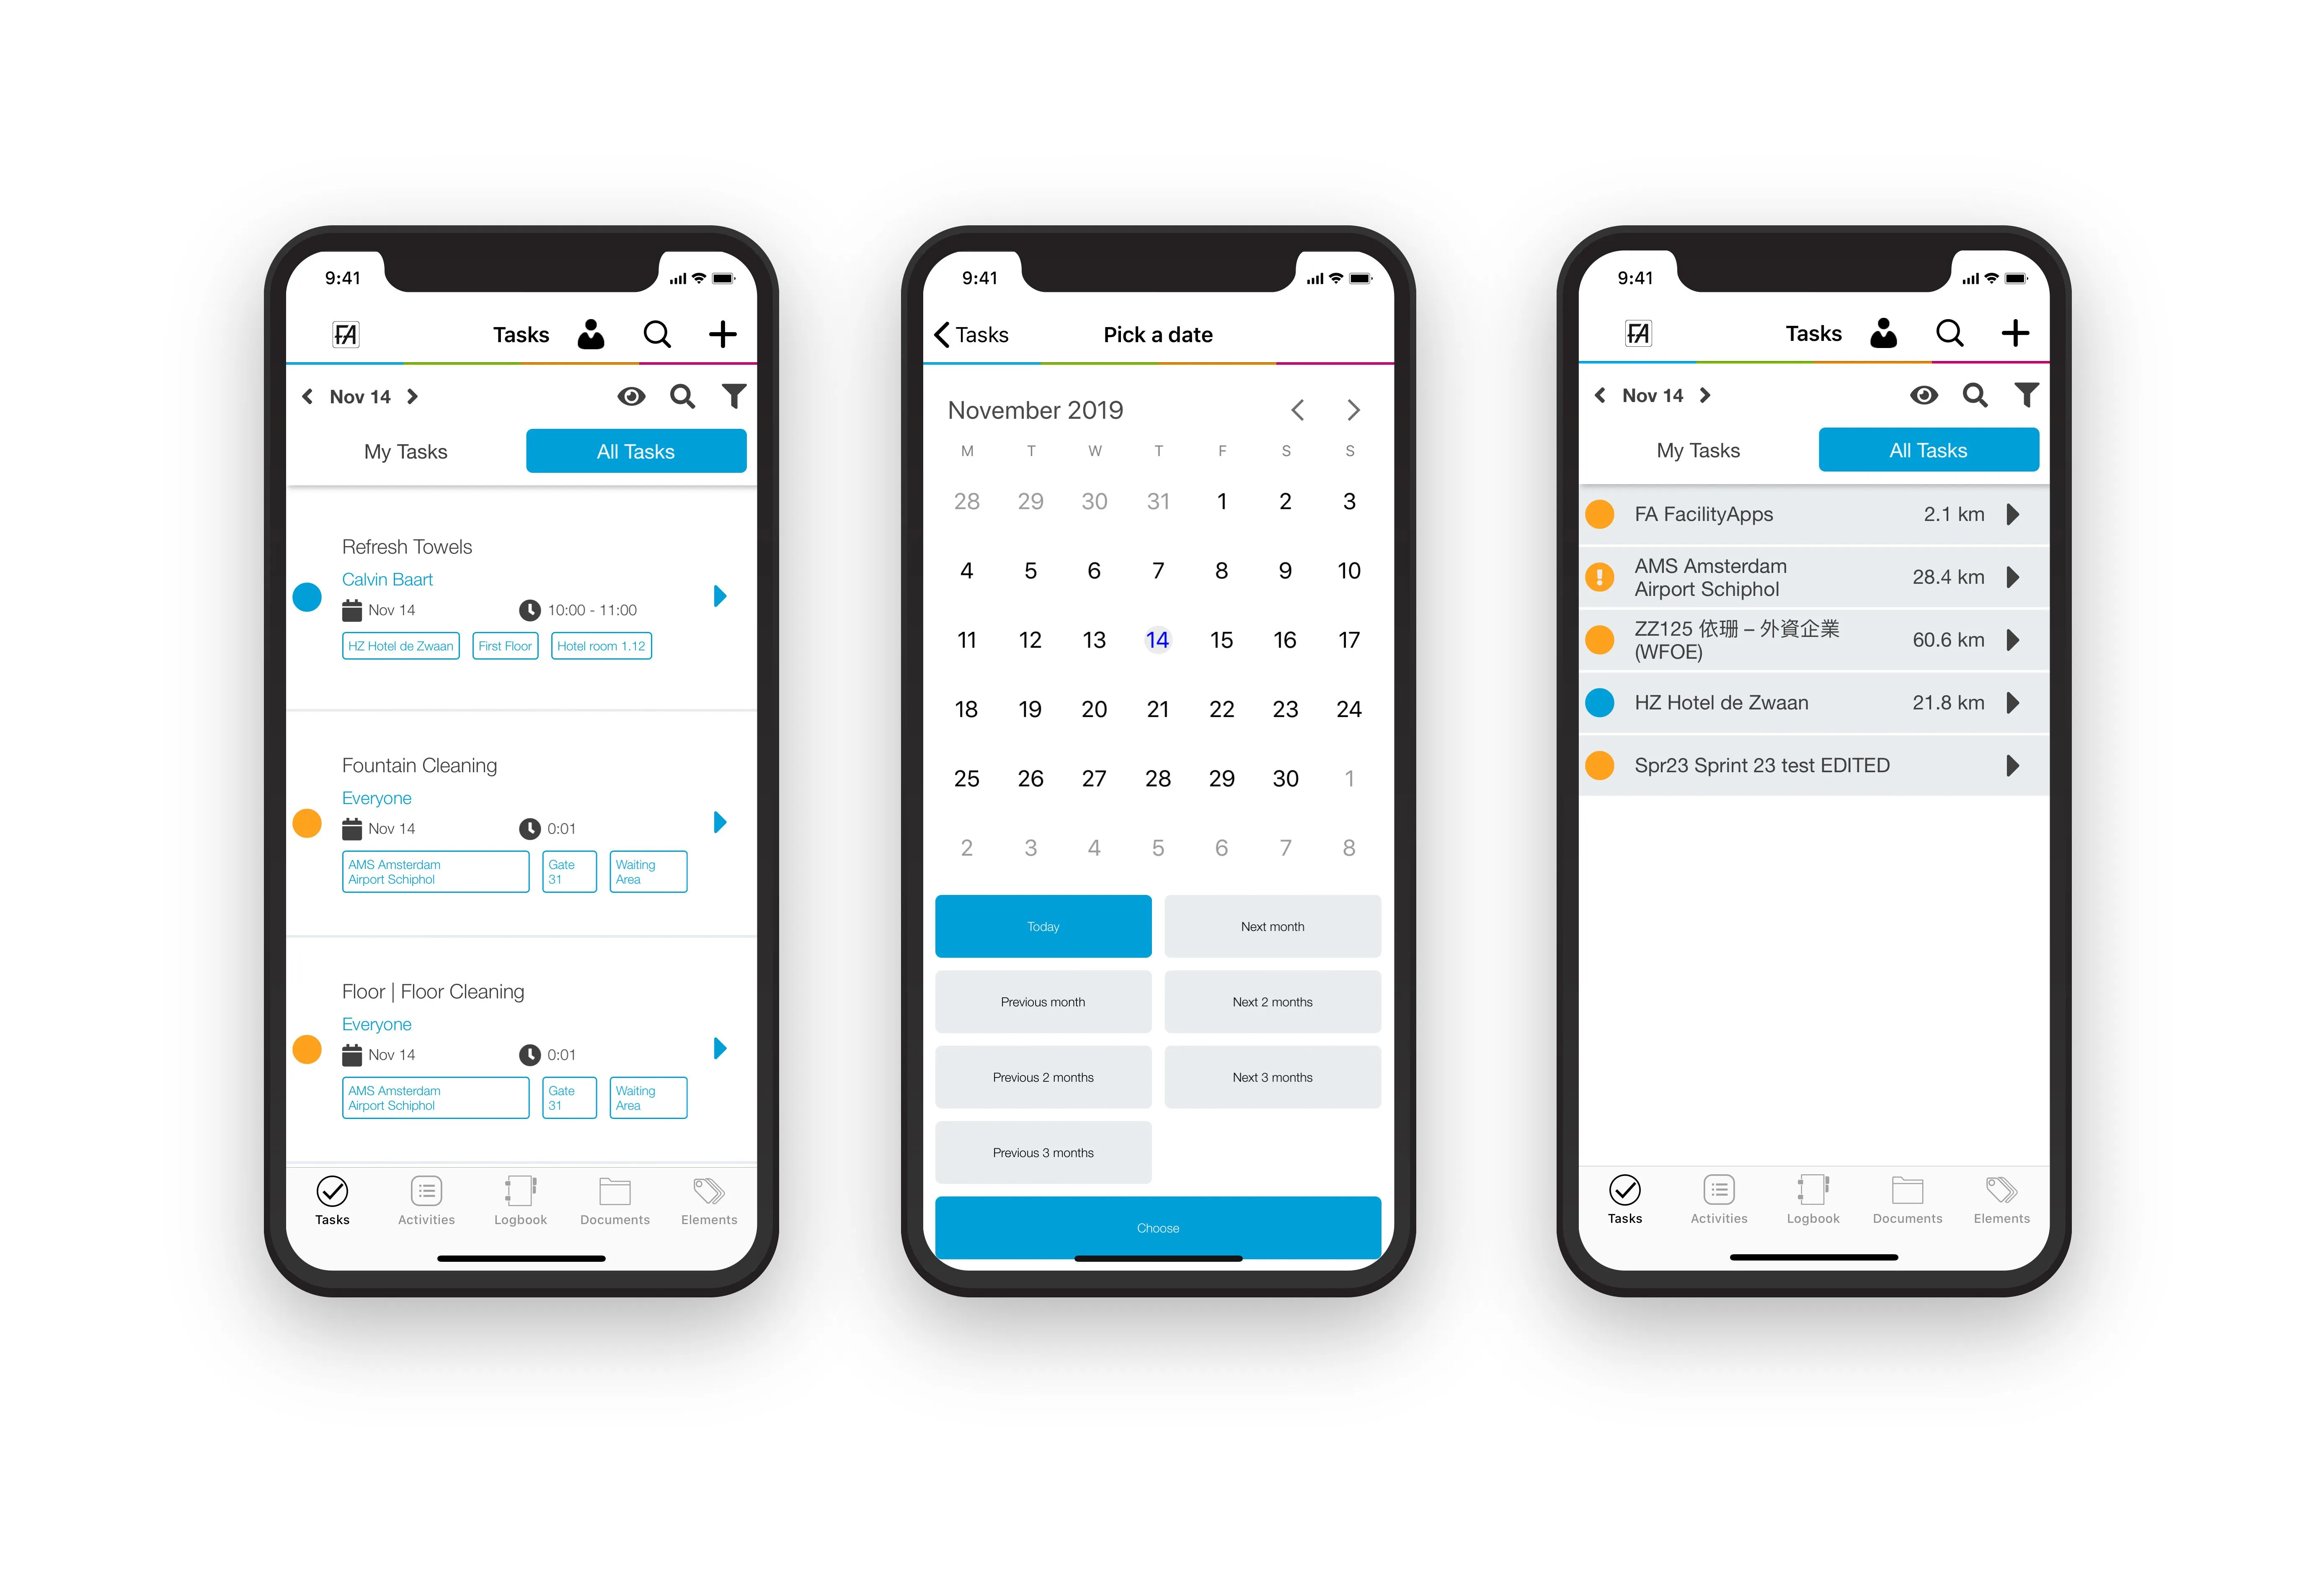 9:41
FA
Tasks
Nov 14
My Tasks
All Tasks
Refresh Towels
Calvin Baart
Nov 14
10:00 - 11:00
HZ Hotel de Zwaan
First Floor
Hotel room 1.12
Fountain Cleaning
Everyone
Nov 14
0:01
AMS Amsterdam
Airport Schiphol
Gate
31
Waiting
Area
Floor | Floor Cleaning
Everyone
Nov 14
0:01
AMS Amsterdam
Airport Schiphol
Gate
31
Waiting
Area
Tasks
Activities
Logbook
Documents
Elements
9:41
Tasks
Pick a date
November 2019
M T W T F S S
28 29 30 31 1 2 3
4 5 6 7 8 9 10
11 12 13 14 15 16 17
18 19 20 21 22 23 24
25 26 27 28 29 30 1
2 3 4 5 6 7 8
Today
Next month
Previous month
Next 2 months
Previous 2 months
Next 3 months
Previous 3 months
Choose
9:41
FA
Tasks
Nov 14
My Tasks
All Tasks
FA FacilityApps
2.1 km
!
AMS Amsterdam
Airport Schiphol
28.4 km
ZZ125 依珊 – 外資企業
(WFOE)
60.6 km
HZ Hotel de Zwaan
21.8 km
Spr23 Sprint 23 test EDITED
Tasks
Activities
Logbook
Documents
Elements